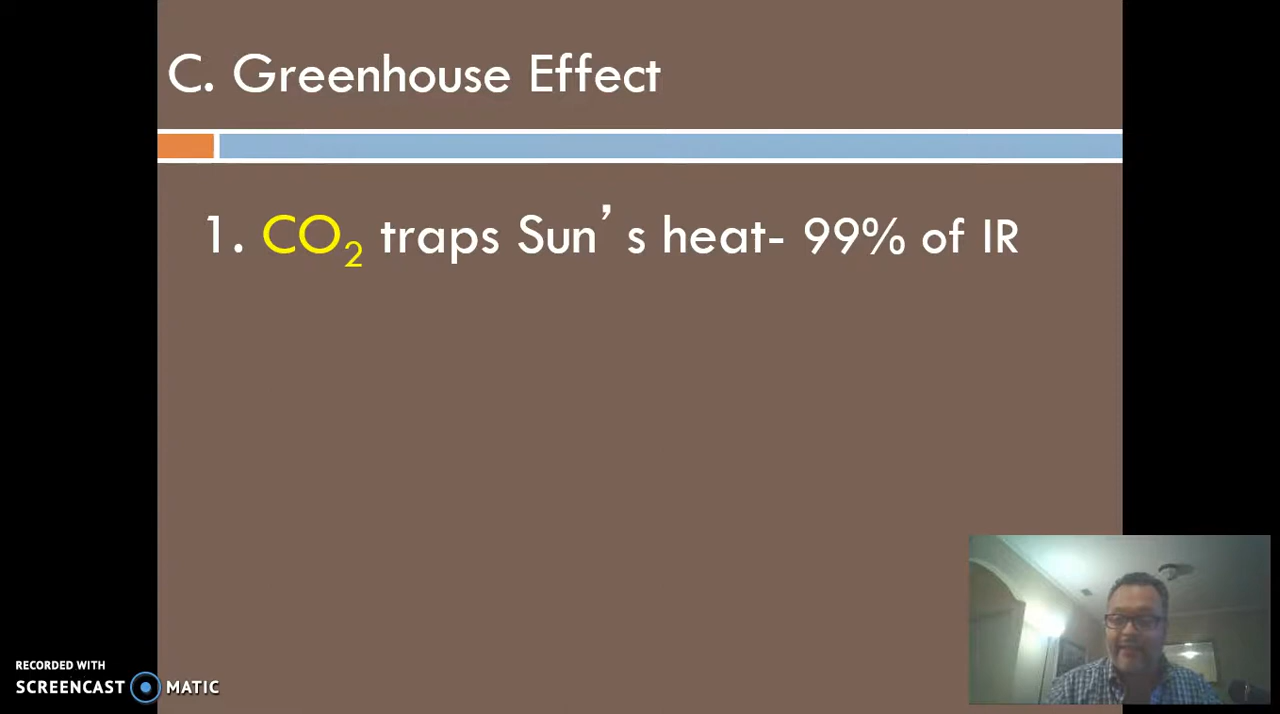 C. Greenhouse Effect
1. CO₂ traps Sun’s heat- 99% of IR
RECORDED WITH
SCREENCAST MATIC